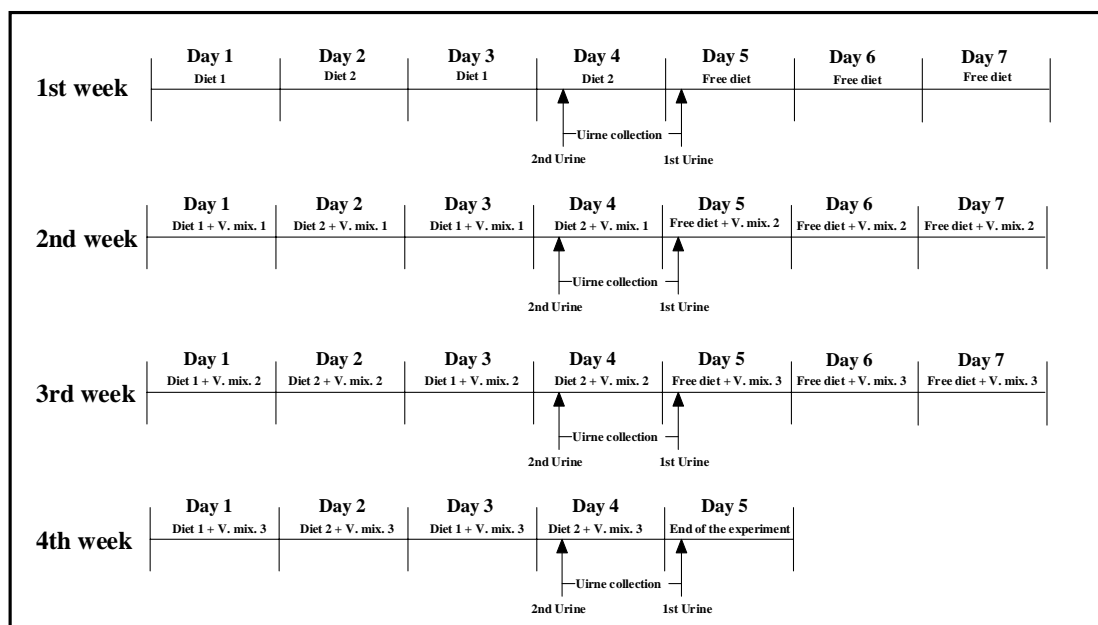 Day 1 Day 2 Day 3 Day 4 Day 5 Day 6 Day 7
1st week Diet 1 Diet 2 Diet 1 Diet 2 Free diet Free diet Free diet
Uirne collection
2nd Urine 1st Urine
Day 1 Day 2 Day 3 Day 4 Day 5 Day 6 Day 7
2nd week Diet 1 + V. mix. 1 Diet 2 + V. mix. 1 Diet 1 + V. mix. 1 Diet 2 + V. mix. 1 Free diet + V. mix. 2 Free diet + V. mix. 2 Free diet + V. mix. 2
Uirne collection
2nd Urine 1st Urine
Day 1 Day 2 Day 3 Day 4 Day 5 Day 6 Day 7
3rd week Diet 1 + V. mix. 2 Diet 2 + V. mix. 2 Diet 1 + V. mix. 2 Diet 2 + V. mix. 2 Free diet + V. mix. 3 Free diet + V. mix. 3 Free diet + V. mix. 3
Uirne collection
2nd Urine 1st Urine
Day 1 Day 2 Day 3 Day 4 Day 5
4th week Diet 1 + V. mix. 3 Diet 2 + V. mix. 3 Diet 1 + V. mix. 3 Diet 2 + V. mix. 3 End of the experiment
Uirne collection
2nd Urine 1st Urine